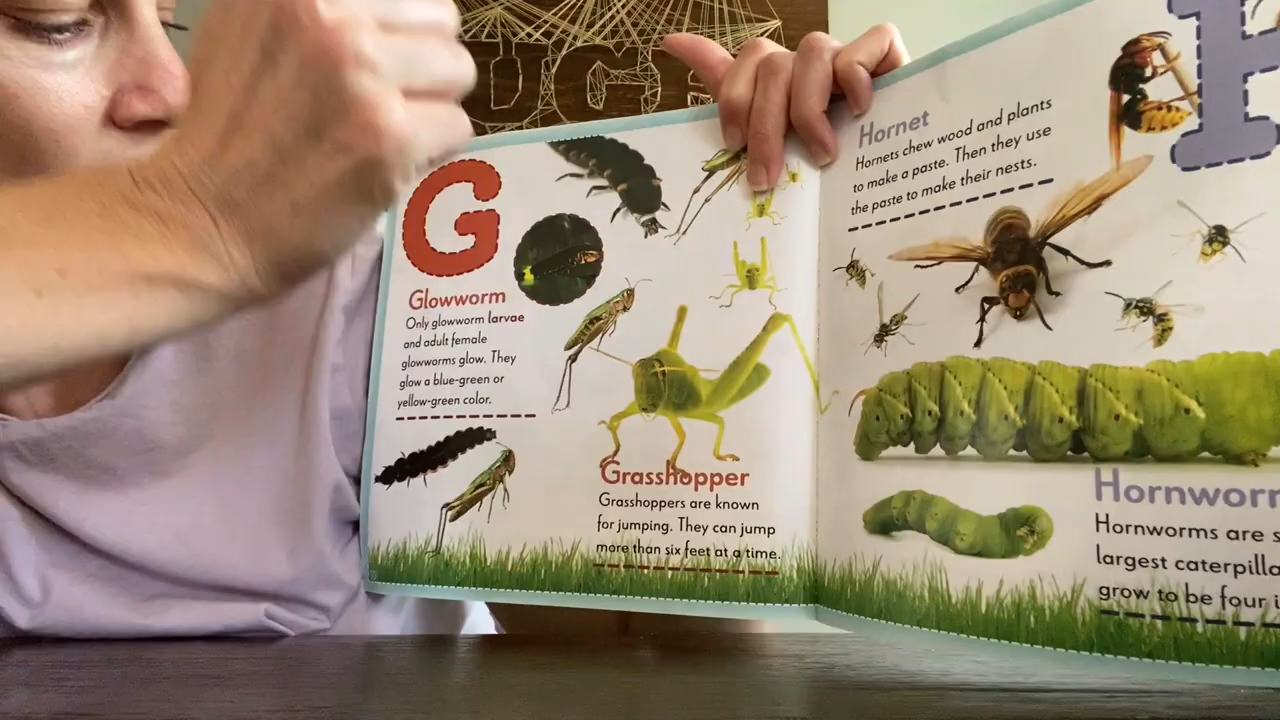 G
Glowworm
Only glowworm larvae
and adult female
glowworms glow. They
glow a blue-green or
yellow-green color.
Grasshopper
Grasshoppers are known
for jumping. They can jump
more than six feet at a time.
Hornet
Hornets chew wood and plants
to make a paste. Then they use
the paste to make their nests.
Hornworms are
largest
grow to be four